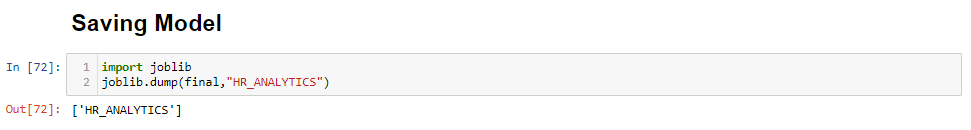 Saving Model
In [72]: 1 import joblib
2 joblib.dump(final,"HR_ANALYTICS")
Out[72]: ['HR_ANALYTICS']